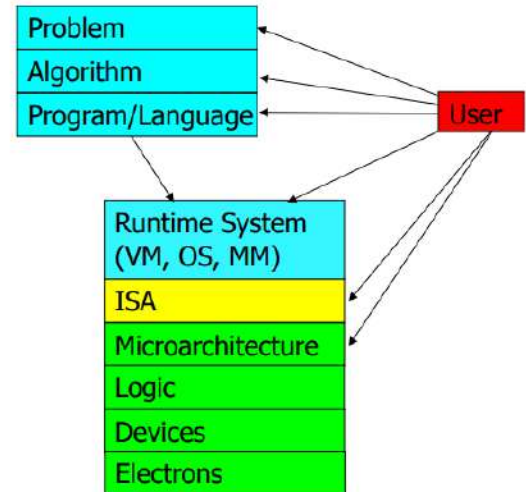 Problem
Algorithm
Program/Language
User
Runtime System
(VM, OS, MM)
ISA
Microarchitecture
Logic
Devices
Electrons